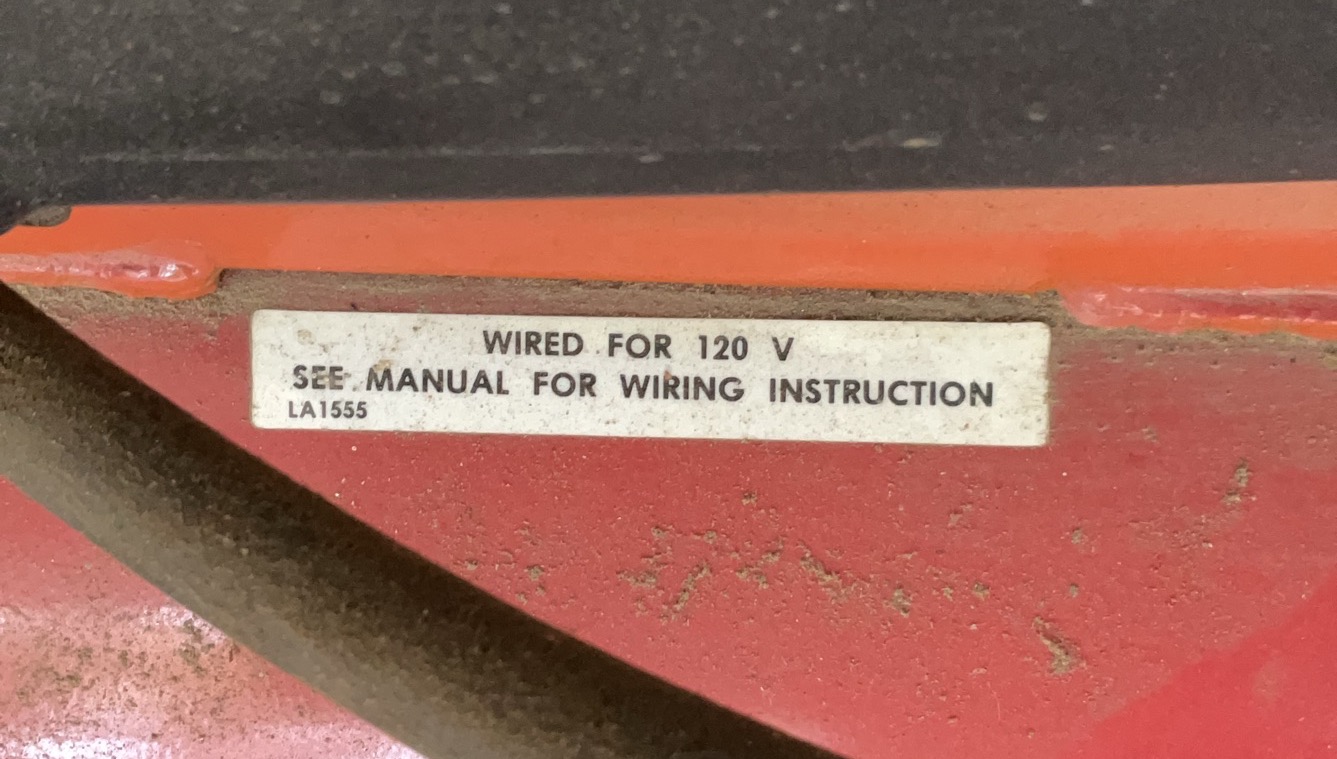 WIRED FOR 120 V
SEE MANUAL FOR WIRING INSTRUCTION
LA1555